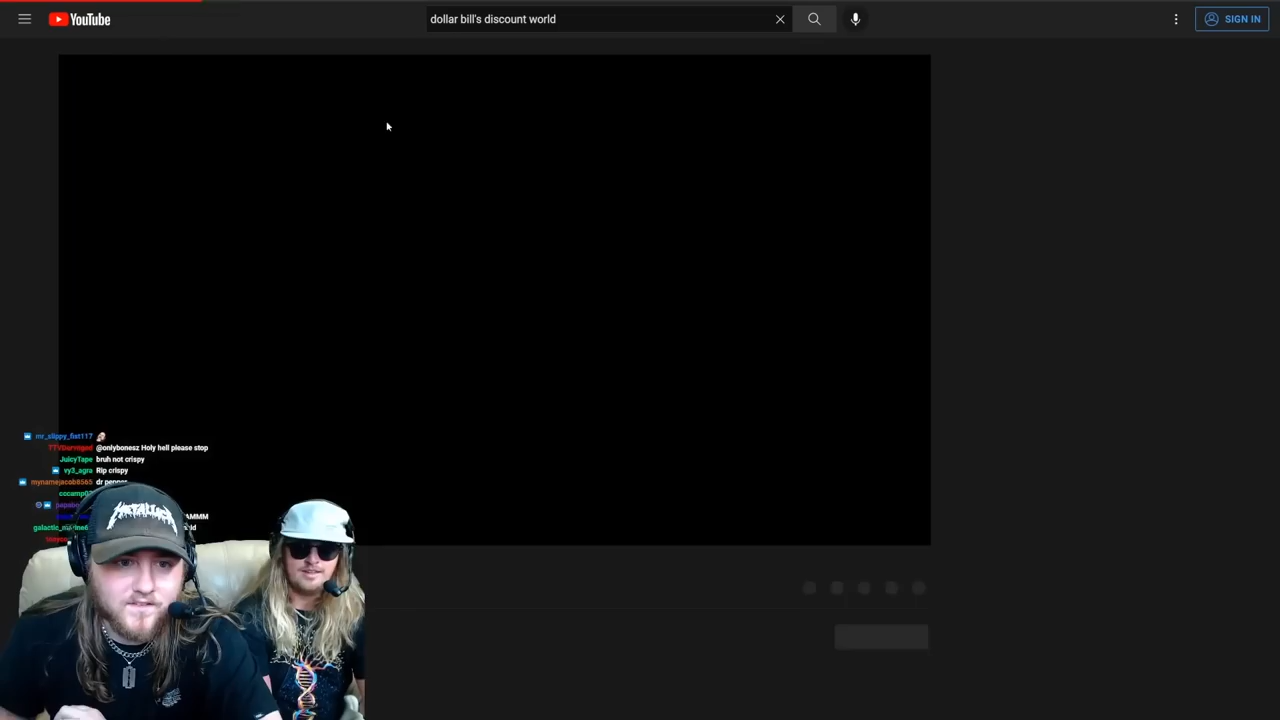 YouTube
dollar bill's discount world
SIGN IN
mr_slippy_fist117
@onlybonesz Holy hell please stop
JuicyTape bruh not crispy
vy3_agra Rip crispy
mynamejacob8565 dr pepper
METALLICA